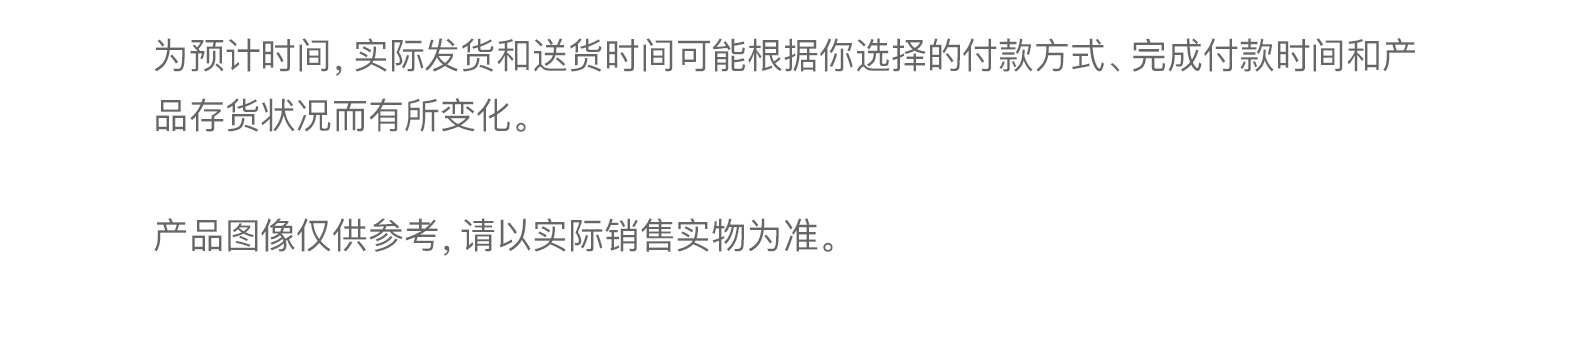 为预计时间, 实际发货和送货时间可能根据你选择的付款方式、完成付款时间和产
品存货状况而有所变化。
产品图像仅供参考, 请以实际销售实物为准。